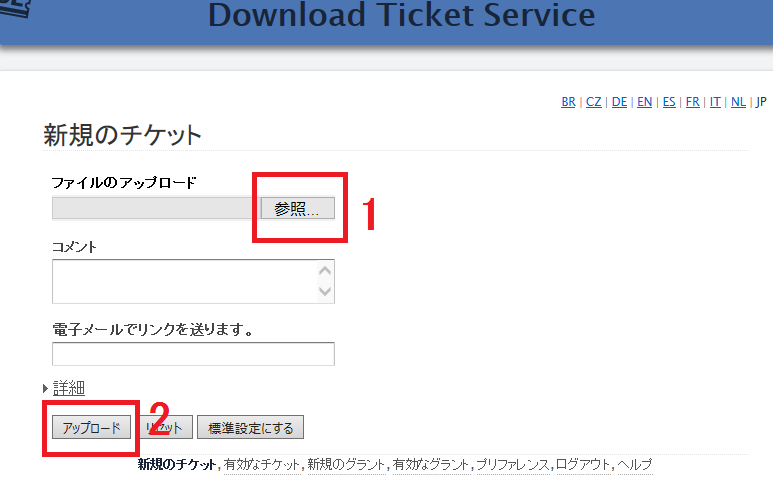 Download Ticket Service
BR | CZ | DE | EN | ES | FR | IT | NL | JP
新規のチケット
ファイルのアップロード
参照...
1
コメント
電子メールでリンクを送ります。
詳細
アップロード 2 標準設定にする
新規のチケット, 有効なチケット, 新規のグラント, 有効なグラント, プリファレンス, ログアウト, ヘルプ